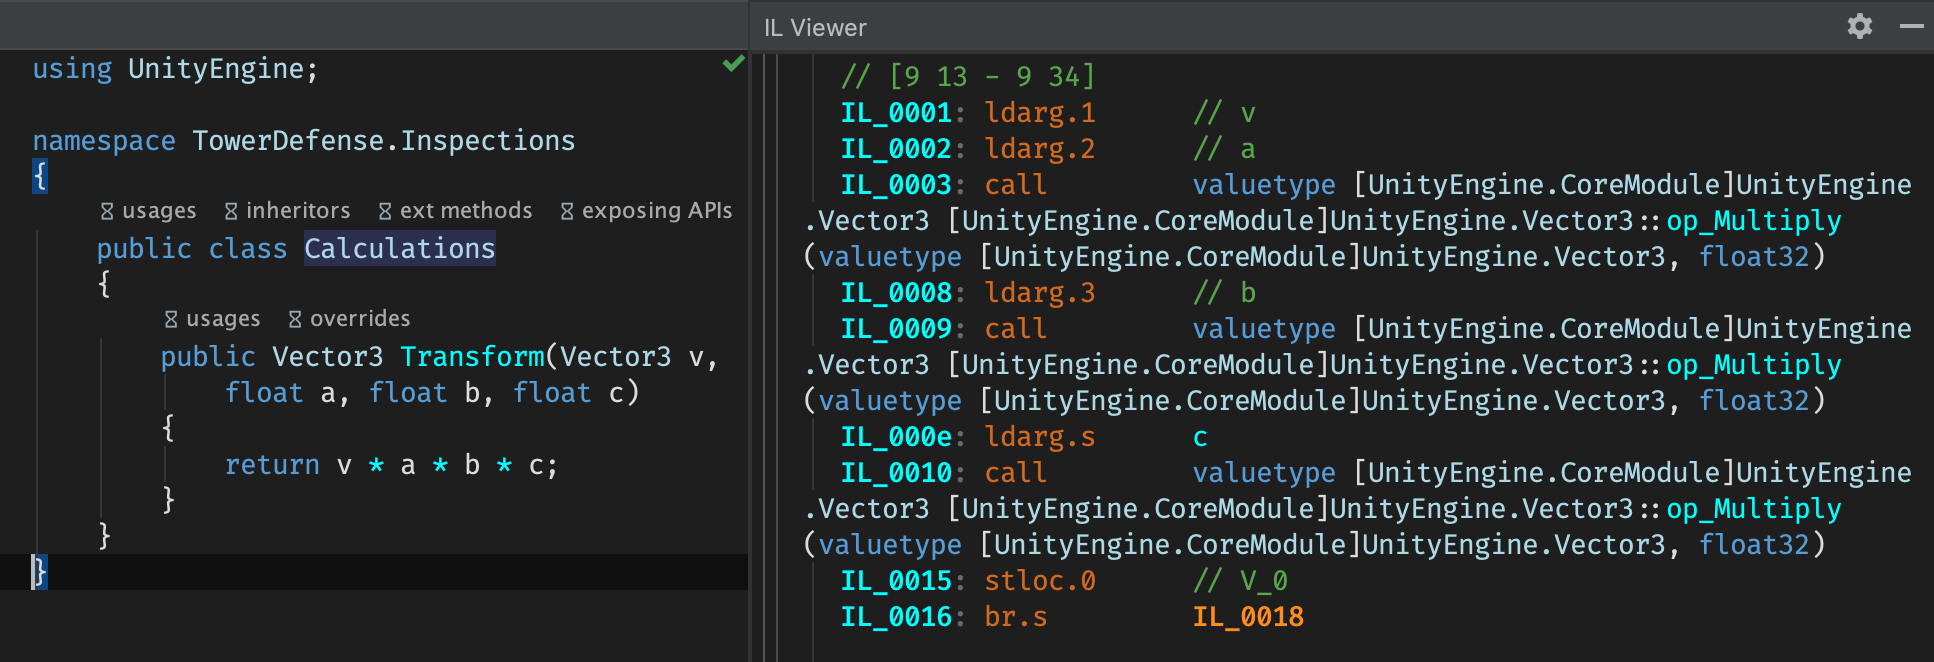 using UnityEngine;
namespace TowerDefense.Inspections
{
usages inheritors ext methods exposing APIs
public class Calculations
{
usages overrides
public Vector3 Transform(Vector3 v,
float a, float b, float c)
{
return v * a * b * c;
}
}
}
IL Viewer
// [9 13 - 9 34]
IL_0001: ldarg.1 // v
IL_0002: ldarg.2 // a
IL_0003: call valuetype [UnityEngine.CoreModule]UnityEngine
.Vector3 [UnityEngine.CoreModule]UnityEngine.Vector3::op_Multiply
(valuetype [UnityEngine.CoreModule]UnityEngine.Vector3, float32)
IL_0008: ldarg.3 // b
IL_0009: call valuetype [UnityEngine.CoreModule]UnityEngine
.Vector3 [UnityEngine.CoreModule]UnityEngine.Vector3::op_Multiply
(valuetype [UnityEngine.CoreModule]UnityEngine.Vector3, float32)
IL_000e: ldarg.s c
IL_0010: call valuetype [UnityEngine.CoreModule]UnityEngine
.Vector3 [UnityEngine.CoreModule]UnityEngine.Vector3::op_Multiply
(valuetype [UnityEngine.CoreModule]UnityEngine.Vector3, float32)
IL_0015: stloc.0 // V_0
IL_0016: br.s IL_0018